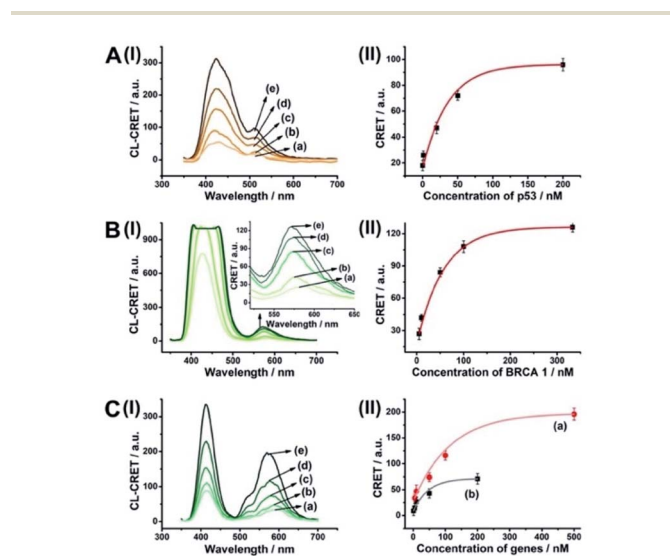 A (I)
300
200
100
0
CL-CRET / a.u.
(e)
(d)
(c)
(b)
(a)
300 400 500 600 700
Wavelength / nm
(II)
100
80
60
40
20
CRET / a.u.
0 50 100 150 200
Concentration of p53 / nM
B (I)
900
600
300
0
CL-CRET / a.u.
120
90
60
30
0
CRET / a.u.
(e)
(d)
(c)
(b)
(a)
550 600 650
Wavelength / nm
400 500 600 700
Wavelength / nm
(II)
120
90
60
30
CRET / a.u.
0 100 200 300
Concentration of BRCA 1 / nM
C (I)
300
200
100
0
CL-CRET / a.u.
(e)
(d)
(c)
(b)
(a)
300 400 500 600 700
Wavelength / nm
(II)
200
150
100
50
0
CRET / a.u.
(a)
(b)
0 100 200 300 400 500
Concentration of genes / nM